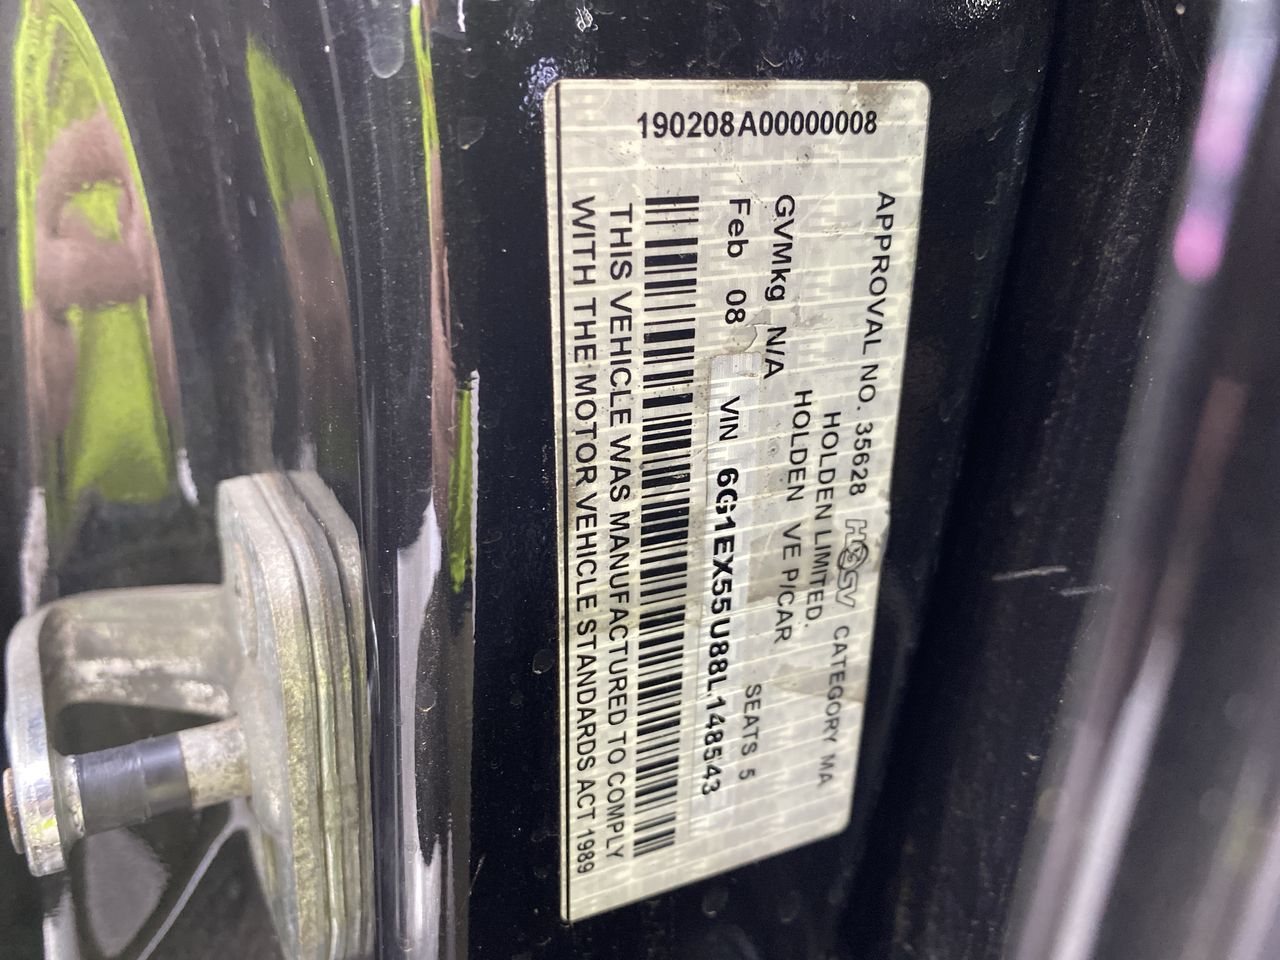 190208A00000008
APPROVAL NO. 35628 HSV CATEGORY MA
HOLDEN LIMITED.
HOLDEN VE P/CAR
GVMkg N/A
Feb 08 VIN 6G1EX55U88L148543 SEATS 5
THIS VEHICLE WAS MANUFACTURED TO COMPLY
WITH THE MOTOR VEHICLE STANDARDS ACT 1989